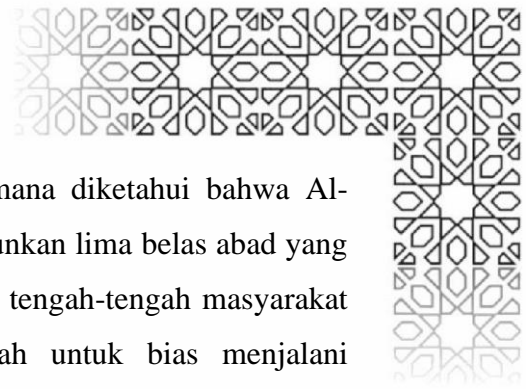 mana diketahui bahwa Al-
unkan lima belas abad yang
tengah-tengah masyarakat
ah untuk bias menjalani